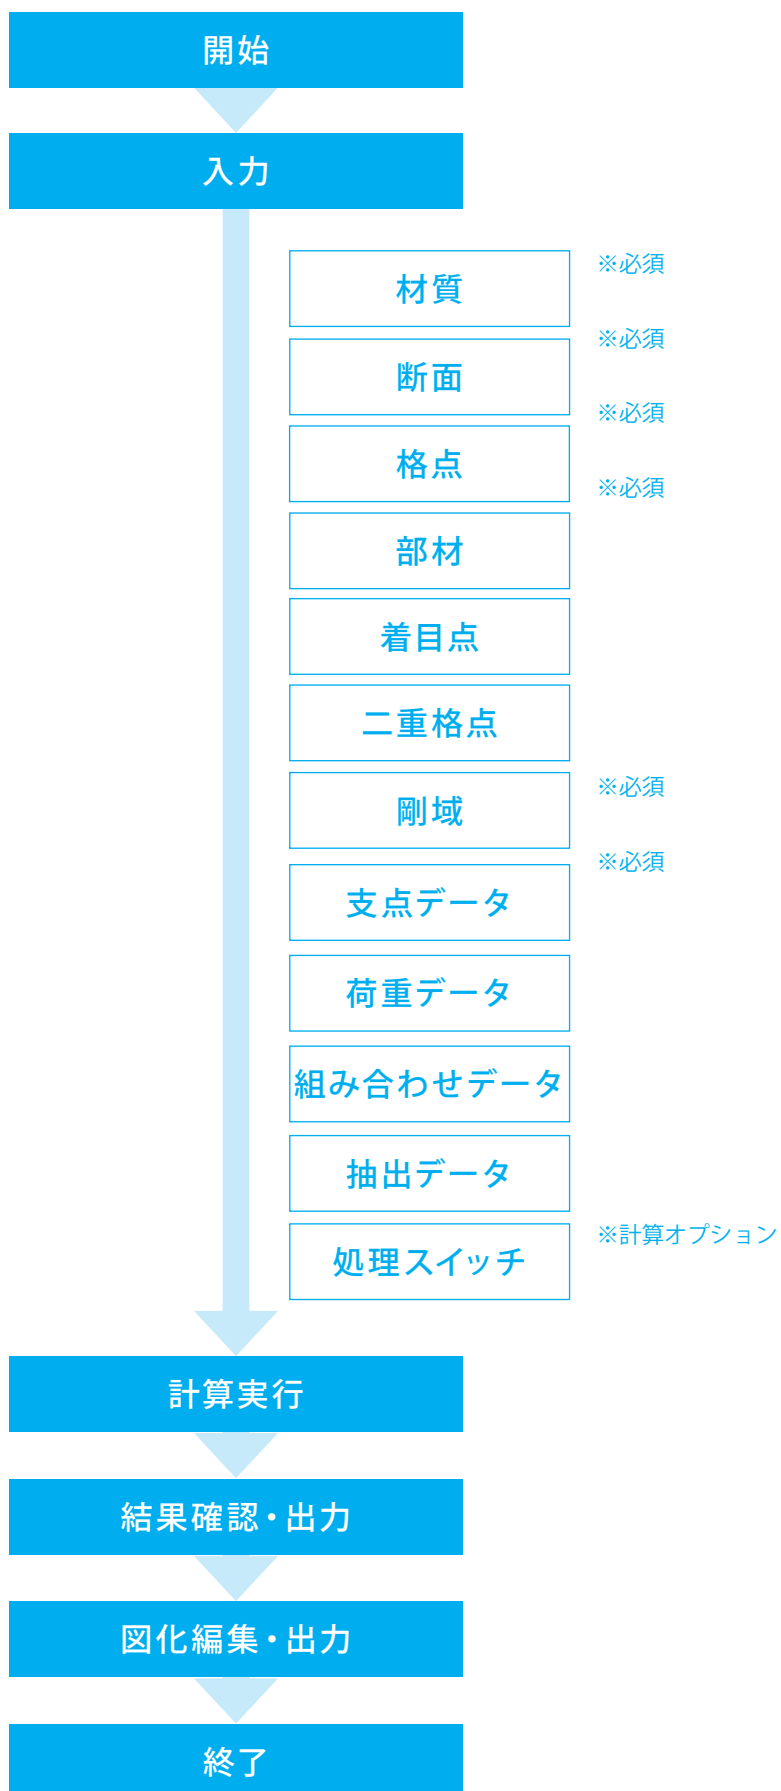 開始
入力
材質
※必須
断面
※必須
格点
※必須
部材
※必須
着目点
二重格点
剛域
※必須
支点データ
※必須
荷重データ
組み合わせデータ
抽出データ
処理スイッチ
※計算オプション
計算実行
結果確認・出力
図化編集・出力
終了